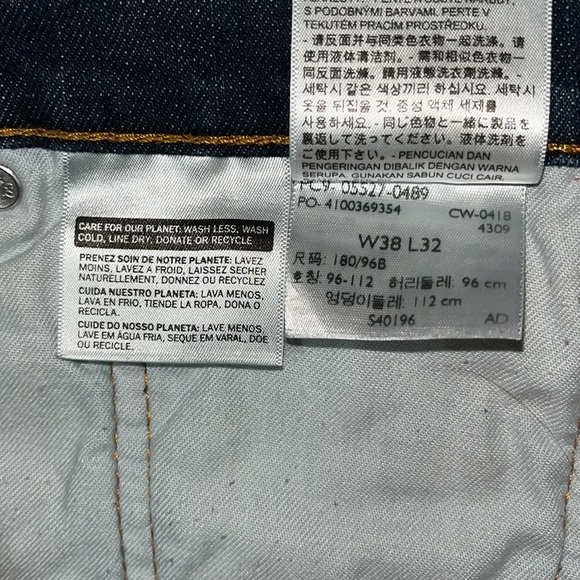 S PODOBNÝMI BARVAMI. PERTE V
TEKUTÉM PRACÍM PROSTŘEDKU.
- 请反面并与同类色衣物一起洗涤。请
使用液体清洁剂。- 需和相似色衣物一
同反面洗滌。請用液態洗衣劑洗滌。-
세탁시 같은 색상끼리 하십시요. 세탁시
옷을 뒤집을 것. 중성 액체 세제를
사용하십시요. - 同じ色物と一緒に製品を
裏返して洗ってください。液体洗剤をご
使用下さい。- PENCUCIAN DAN
PENGERINGAN DIBALIK DENGAN WARNA
SERUPA, GUNAKAN SABUN CUCI CAIR.
PC9- 05527-0489
PO- 4100369354 CW-0418
4309
W38 L32
尺码: 180/96B
호칭: 96-112 허리둘레: 96 cm
엉덩이둘레: 112 cm
S40196 AD
CARE FOR OUR PLANET: WASH LESS, WASH
COLD, LINE DRY, DONATE OR RECYCLE
PRENEZ SOIN DE NOTRE PLANETE: LAVEZ
MOINS, LAVEZ A FROID, LAISSEZ SECHER
NATURELLEMENT, DONNEZ OU RECYCLEZ
CUIDA NUESTRO PLANETA: LAVA MENOS,
LAVA EN FRIO, TIENDE LA ROPA, DONA O
RECICLA.
CUIDE DO NOSSO PLANETA: LAVE MENOS,
LAVE EM ÁGUA FRIA, SEQUE EM VARAL, DOE
OU RECICLE.